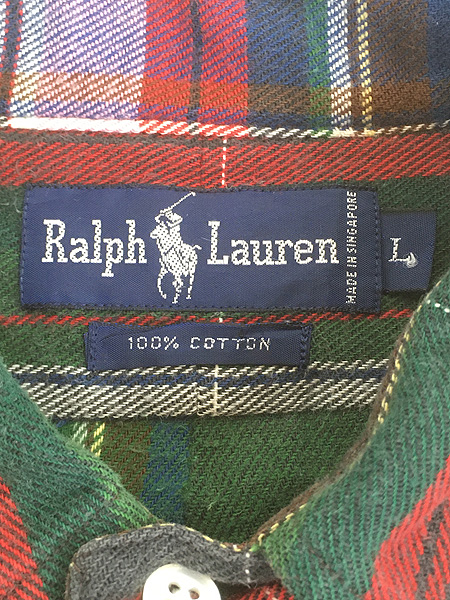 Ralph Lauren
MADE IN SINGAPORE
L
100% COTTON